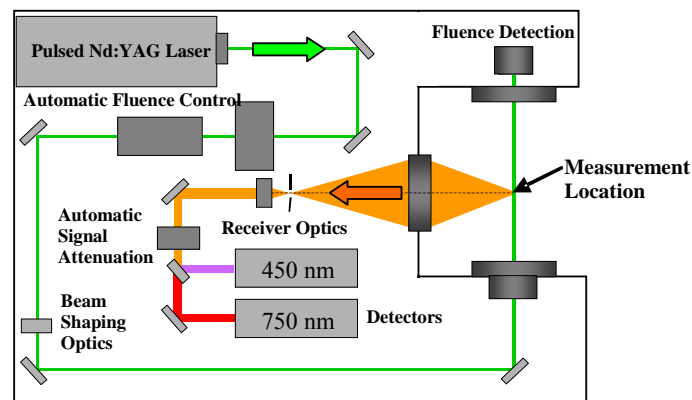 Pulsed Nd:YAG Laser
Fluence Detection
Automatic Fluence Control
Measurement
Location
Receiver Optics
Automatic
Signal
Attenuation
450 nm
750 nm
Detectors
Beam
Shaping
Optics